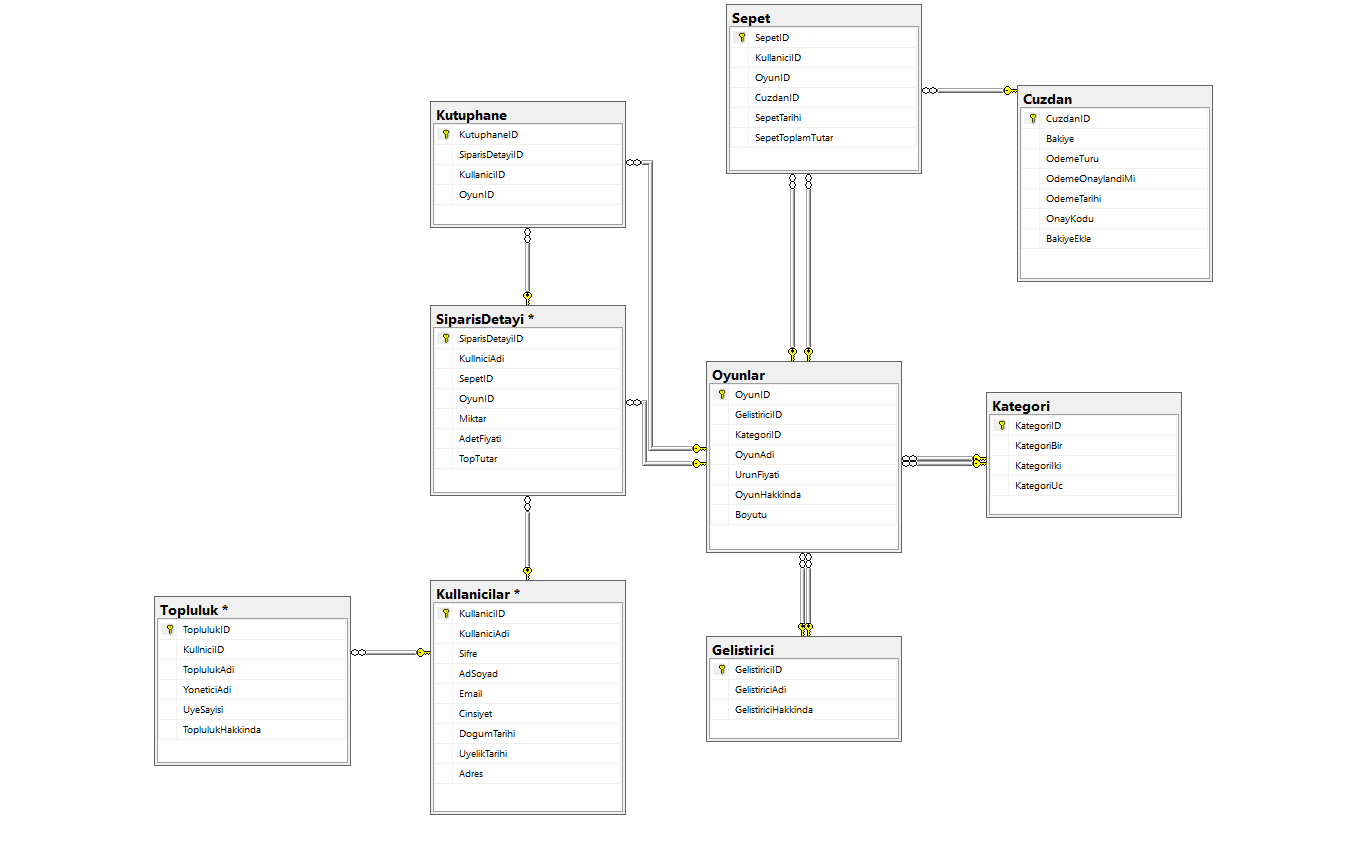 Sepet
SepetID
KullaniciID
OyunID
CuzdanID
SepetTarihi
SepetToplamTutar
Cuzdan
CuzdanID
Bakiye
OdemeTuru
OdemeOnaylandiMi
OdemeTarihi
OnayKodu
BakiyeEkle
Kutuphane
KutuphaneID
SiparisDetayiID
KullaniciID
OyunID
SiparisDetayi *
SiparisDetayiID
KullniciAdi
SepetID
OyunID
Miktar
AdetFiyati
TopTutar
Oyunlar
OyunID
GelistiriciID
KategoriID
OyunAdi
UrunFiyati
OyunHakkinda
Boyutu
Kategori
KategoriID
KategoriBir
KategoriIki
KategoriUc
Topluluk *
ToplulukID
KullniciID
ToplulukAdi
YoneticiAdi
UyeSayisi
ToplulukHakkinda
Kullanicilar *
KullaniciID
KullaniciAdi
Sifre
AdSoyad
Email
Cinsiyet
DogumTarihi
UyelikTarihi
Adres
Gelistirici
GelistiriciID
GelistiriciAdi
GelistiriciHakkinda